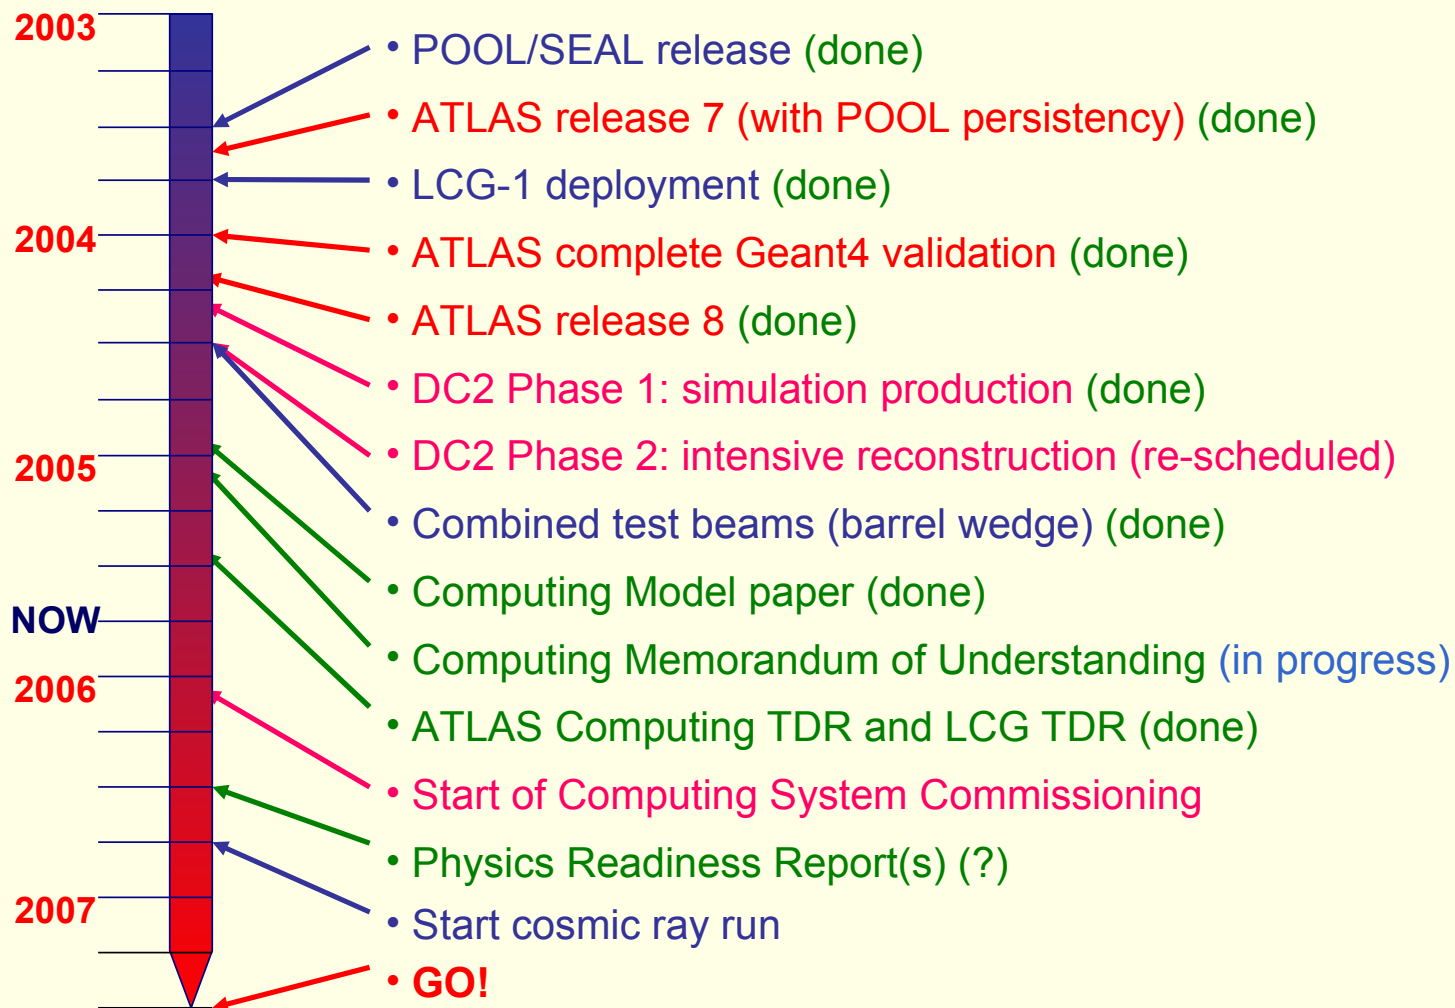 2003
• POOL/SEAL release (done)
• ATLAS release 7 (with POOL persistency) (done)
• LCG-1 deployment (done)
2004
• ATLAS complete Geant4 validation (done)
• ATLAS release 8 (done)
• DC2 Phase 1: simulation production (done)
• DC2 Phase 2: intensive reconstruction (re-scheduled)
2005
• Combined test beams (barrel wedge) (done)
• Computing Model paper (done)
NOW
• Computing Memorandum of Understanding (in progress)
2006
• ATLAS Computing TDR and LCG TDR (done)
• Start of Computing System Commissioning
• Physics Readiness Report(s) (?)
2007
• Start cosmic ray run
• GO!